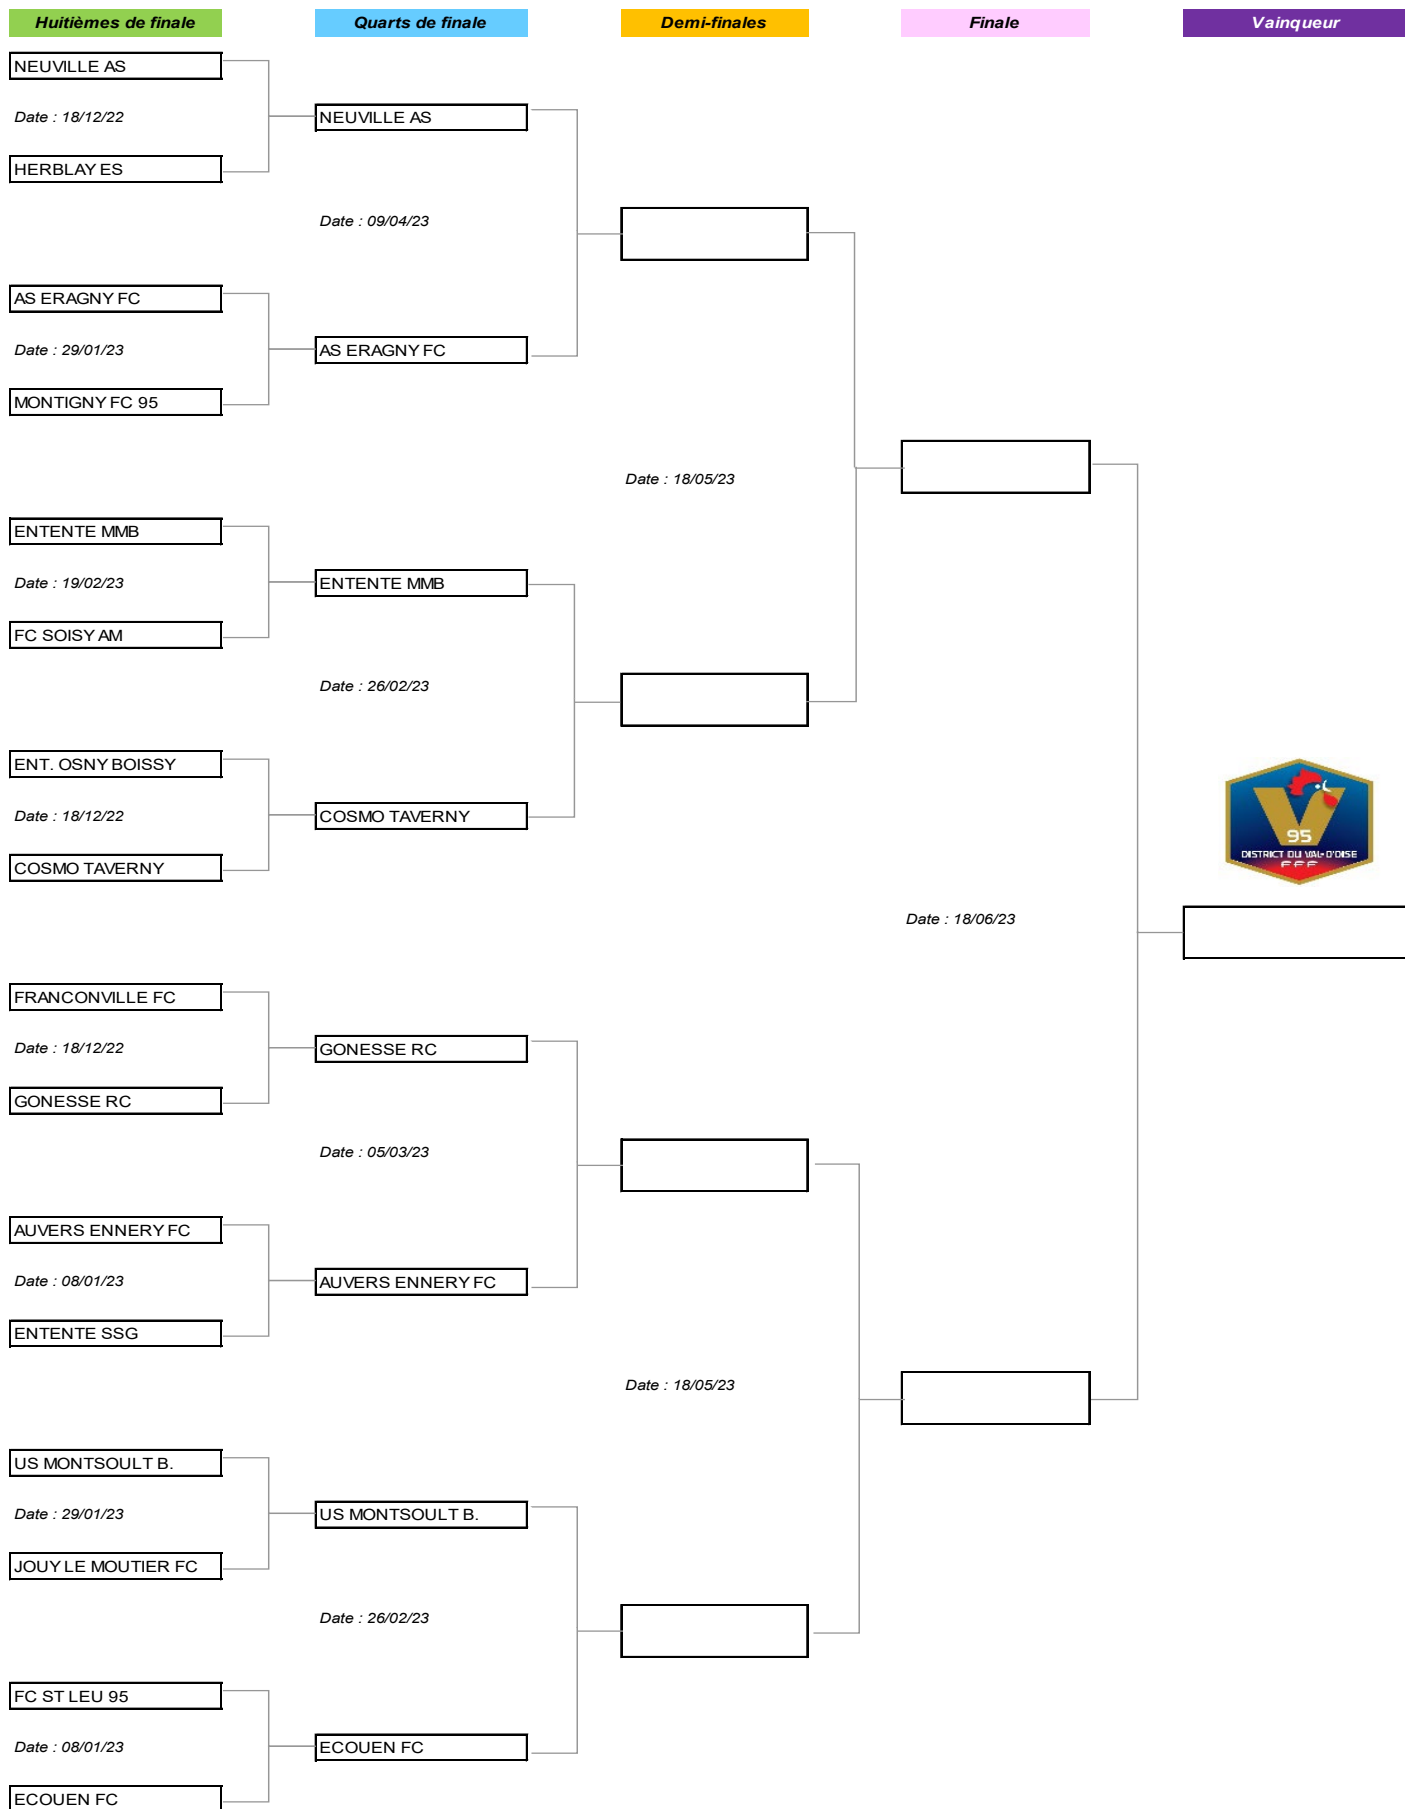 Huitièmes de finale
Quarts de finale
Demi-finales
Finale
Vainqueur
NEUVILLE AS
Date : 18/12/22
NEUVILLE AS
HERBLAY ES
Date : 09/04/23
AS ERAGNY FC
Date : 29/01/23
AS ERAGNY FC
MONTIGNY FC 95
Date : 18/05/23
ENTENTE MMB
Date : 19/02/23
ENTENTE MMB
FC SOISY AM
Date : 26/02/23
ENT. OSNY BOISSY
Date : 18/12/22
COSMO TAVERNY
COSMO TAVERNY
95
DISTRICT DU VAL-D'OISE
FFF
Date : 18/06/23
FRANCONVILLE FC
Date : 18/12/22
GONESSE RC
GONESSE RC
Date : 05/03/23
AUVERS ENNERY FC
Date : 08/01/23
AUVERS ENNERY FC
ENTENTE SSG
Date : 18/05/23
US MONTSOULT B.
Date : 29/01/23
US MONTSOULT B.
JOUY LE MOUTIER FC
Date : 26/02/23
FC ST LEU 95
Date : 08/01/23
ECOUEN FC
ECOUEN FC